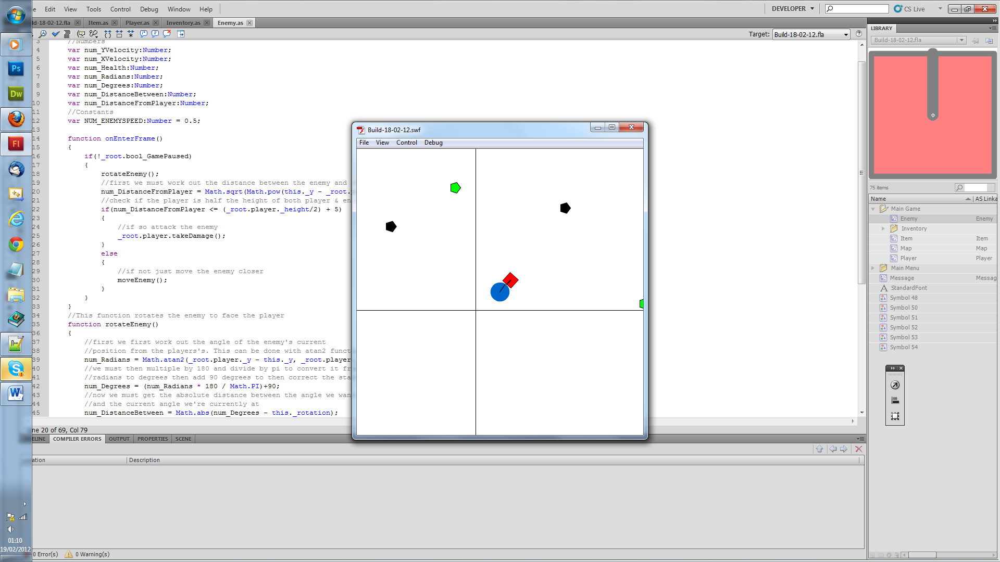 Edit View Tools Control Debug Window Help
DEVELOPER
CS Live
ld-18-02-12.fla Item.as Player.as Inventory.as Enemy.as
Target: Build-18-02-12.fla
3 //Numbers
4 var num_YVelocity:Number;
5 var num_XVelocity:Number;
6 var num_Health:Number;
7 var num_Radians:Number;
8 var num_Degrees:Number;
9 var num_DistanceBetween:Number;
10 var num_DistanceFromPlayer:Number;
11 //Constants
12 var NUM_ENEMYSPEED:Number = 0.5;
13
14 function onEnterFrame()
15 {
16 if(!_root.bool_GamePaused)
17 {
18 rotateEnemy();
19 //first we must work out the distance between the enemy and
20 num_DistanceFromPlayer = Math.sqrt(Math.pow(this._y - _root.
21 //check if the player is half the height of both player & en
22 if(num_DistanceFromPlayer <= (_root.player._height/2) + 5)
23 {
24 //if so attack the enemy
25 _root.player.takeDamage();
26 }
27 else
28 {
29 //if not just move the enemy closer
30 moveEnemy();
31 }
32 }
33 }
34 //This function rotates the enemy to face the player
35 function rotateEnemy()
36 {
37 //first we first work out the angle of the enemy's current
38 //position from the players's. This can be done with atan2 funct
39 num_Radians = Math.atan2(_root.player._y - this._y, _root.player
40 //we must then multiple by 180 and divide by pi to convert it fr
41 //radians to degrees then add 90 degrees to then correct the sta
42 num_Degrees = (num_Radians * 180 / Math.PI)+90;
43 //now we must get the absolute distance between the angle we wan
44 //and the current angle we're currently at
45 num_DistanceBetween = Math.abs(num_Degrees - this._rotation);
ne 20 of 69, Col 79
ELINE COMPILER ERRORS OUTPUT PROPERTIES SCENE
ation Description
0 Error(s) 0 Warning(s)
Build-18-02-12.swf
File View Control Debug
LIBRARY
Build-18-02-12.fla
75 items
Name AS Linka
Main Game
Enemy Enemy
Inventory
Item Item
Map Map
Player Player
Main Menu
Message Messag
StandardFont
Symbol 48
Symbol 50
Symbol 51
Symbol 52
Symbol 53
Symbol 54
Ps
Dw
Fl
01:10
19/02/2012